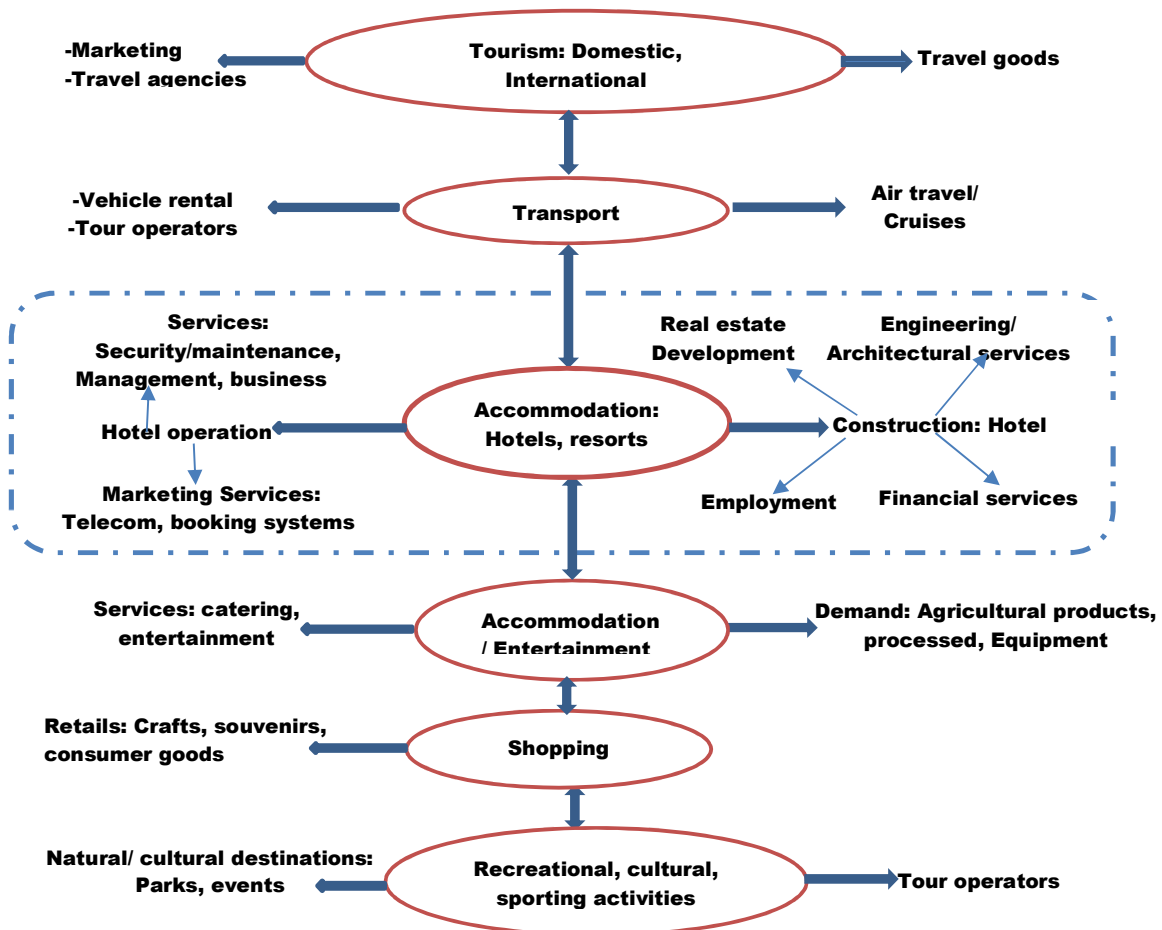 -Marketing
-Travel agencies
Tourism: Domestic,
International
Travel goods
-Vehicle rental
-Tour operators
Transport
Air travel/
Cruises
Services:
Security/maintenance,
Management, business
Hotel operation
Marketing Services:
Telecom, booking systems
Accommodation:
Hotels, resorts
Real estate
Development
Engineering/
Architectural services
Construction: Hotel
Employment
Financial services
Services: catering,
entertainment
Accommodation
/ Entertainment
Demand: Agricultural products,
processed, Equipment
Retails: Crafts, souvenirs,
consumer goods
Shopping
Natural/ cultural destinations:
Parks, events
Recreational, cultural,
sporting activities
Tour operators